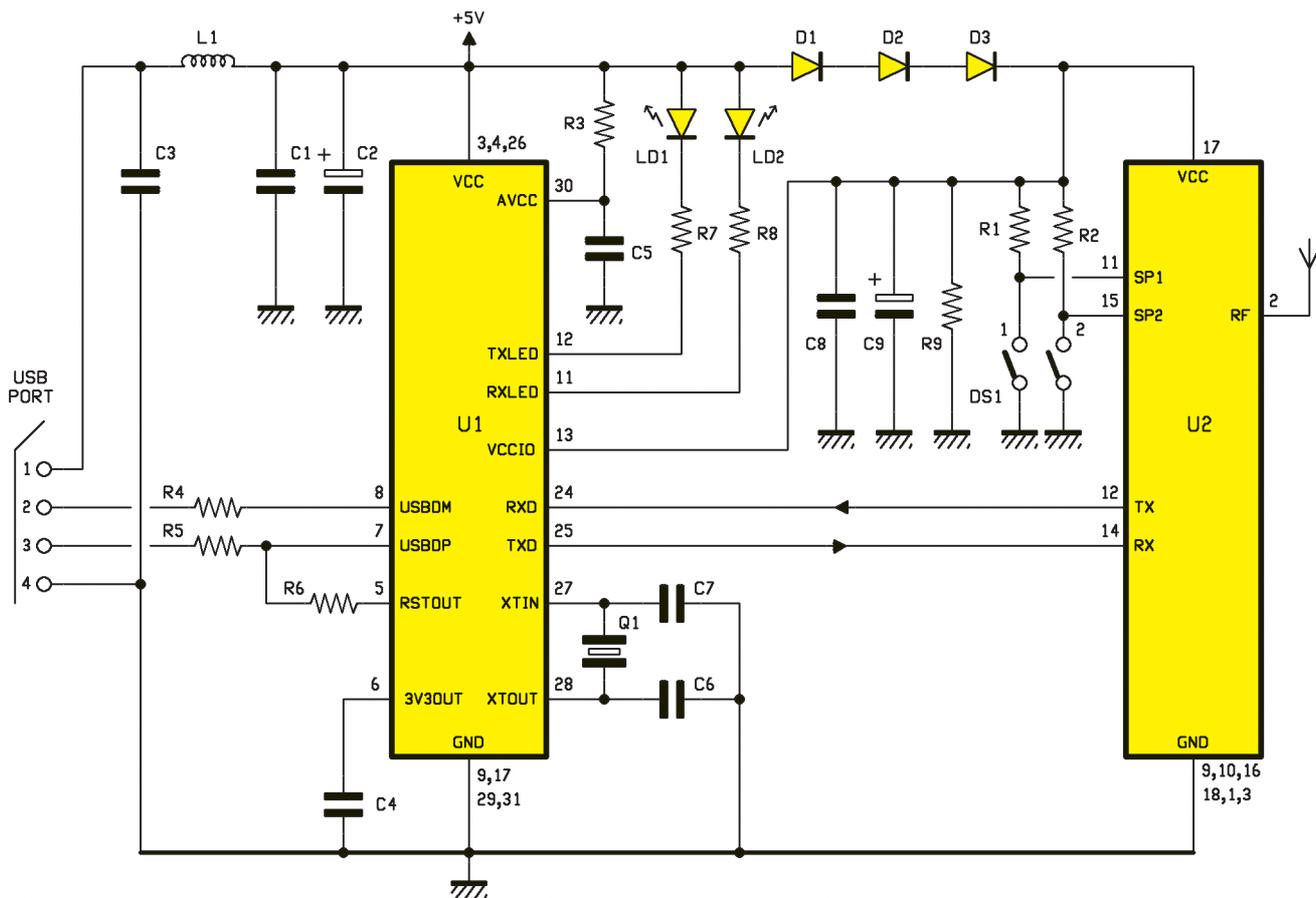 +5V
L1
D1 D2 D3
R3
C3 C1 + C2
LD1 LD2
3,4,26
VCC
AVCC 30
C5
R7 R8
17
VCC
R1 R2
11 SP1
15 SP2
RF 2
+
C8 C9 R9
1 2
DS1
TXLED 12
RXLED 11
U1
VCCIO 13
U2
USB
PORT
1
2 R4 8 USBDM RXD 24 12 TX
3 R5 7 USBDP TXD 25 14 RX
4
R6 5 RSTOUT XTIN 27 C7
Q1
6 3V3OUT XTOUT 28 C6
GND
9,17
29,31
C4
GND
9,10,16
18,1,3